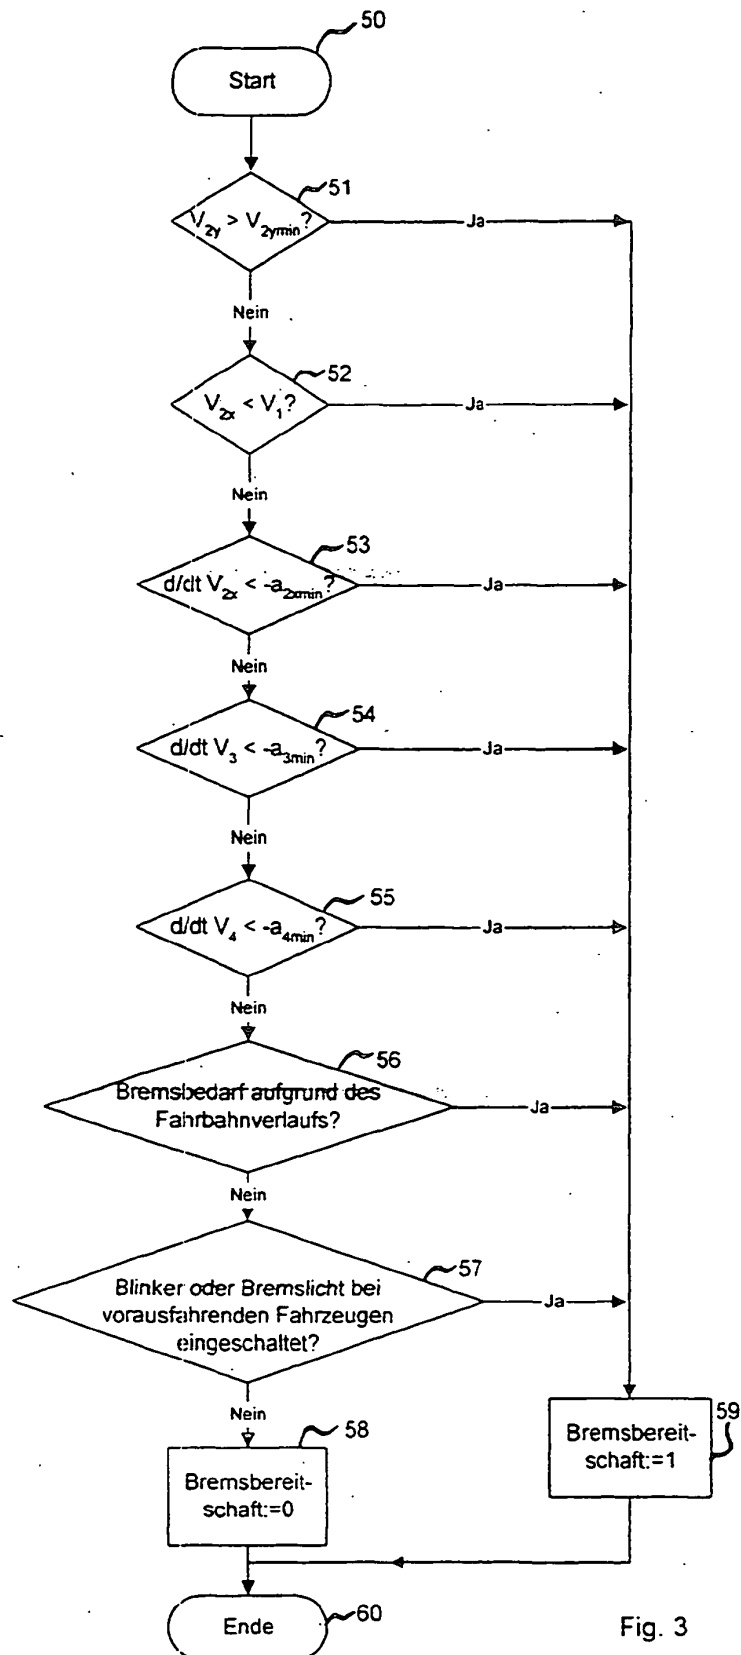 50
Start
51
V2y > V2ymin?
Ja
Nein
52
V2x < V1?
Ja
Nein
53
d/dt V2x < -a2xmin?
Ja
Nein
54
d/dt V3 < -a3min?
Ja
Nein
55
d/dt V4 < -a4min?
Ja
Nein
56
Bremsbedarf aufgrund des
Fahrbahnverlaufs?
Ja
Nein
57
Blinker oder Bremslicht bei
vorausfahrenden Fahrzeugen
eingeschaltet?
Ja
Nein
58
Bremsbereit-
schaft:=0
59
Bremsbereit-
schaft:=1
Ende
60
Fig. 3